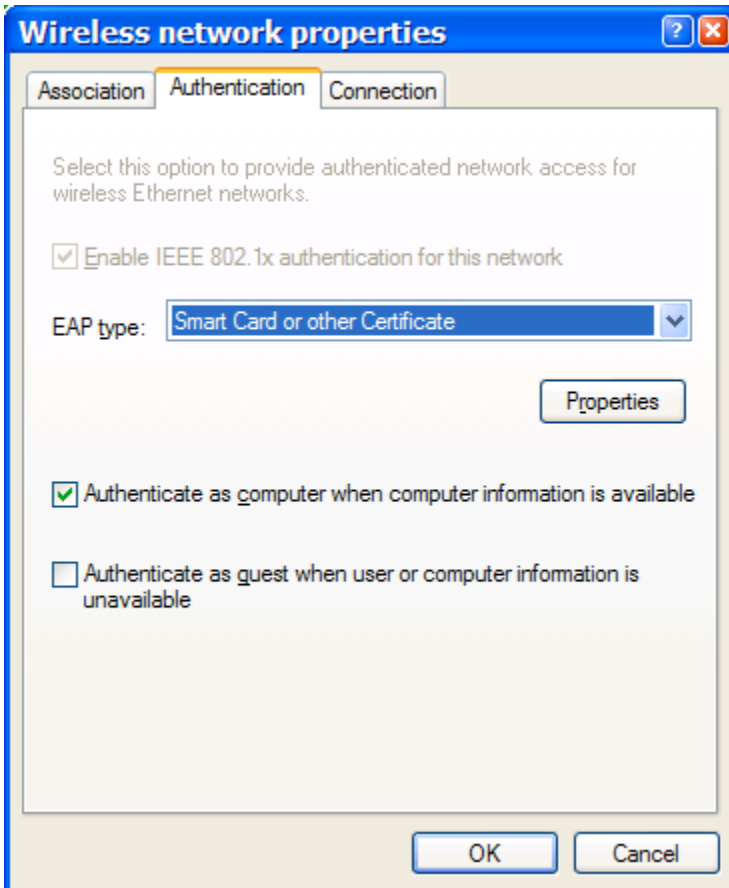 Wireless network properties
?
Association Authentication Connection
Select this option to provide authenticated network access for
wireless Ethernet networks.
Enable IEEE 802.1x authentication for this network
EAP type: Smart Card or other Certificate
Properties
Authenticate as computer when computer information is available
Authenticate as guest when user or computer information is
unavailable
OK Cancel